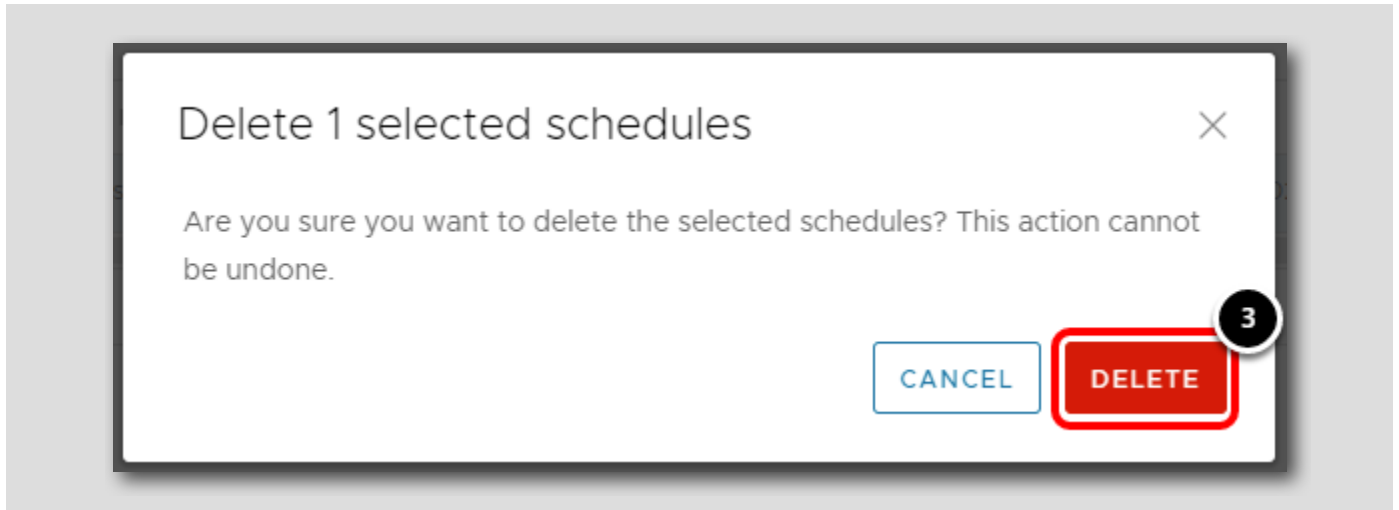 Delete 1 selected schedules
Are you sure you want to delete the selected schedules? This action cannot
be undone.
3
CANCEL
DELETE